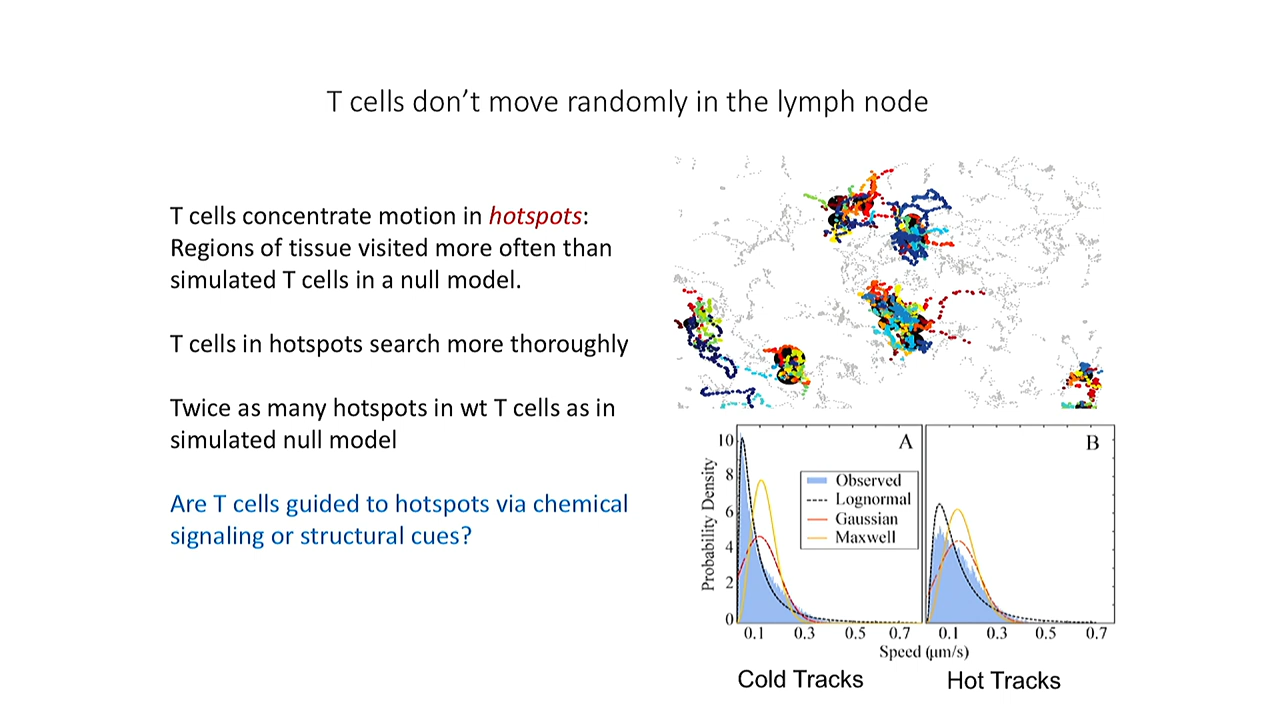 T cells don't move randomly in the lymph node
T cells concentrate motion in hotspots:
Regions of tissue visited more often than
simulated T cells in a null model.
T cells in hotspots search more thoroughly
Twice as many hotspots in wt T cells as in
simulated null model
Are T cells guided to hotspots via chemical
signaling or structural cues?
A
B
Observed
Lognormal
Gaussian
Maxwell
Probability Density
10
8
6
4
2
0
0.1 0.3 0.5 0.7 0.1 0.3 0.5 0.7
Speed (μm/s)
Cold Tracks
Hot Tracks